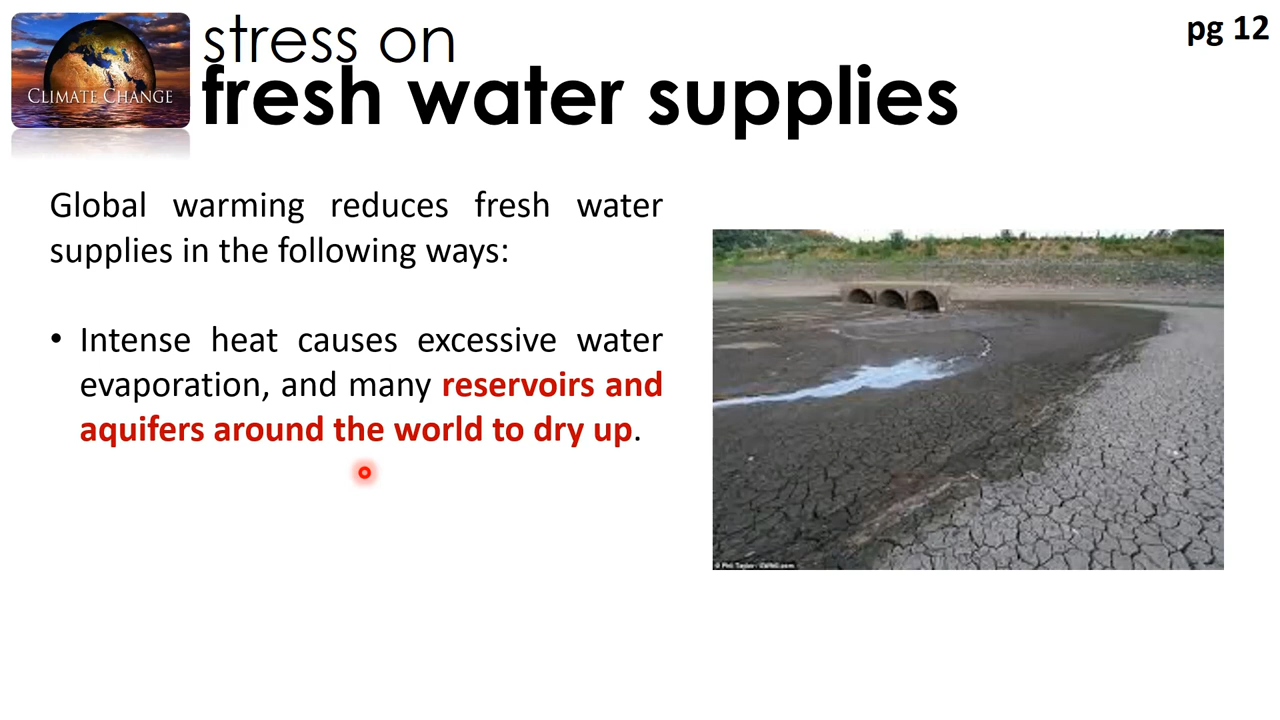 CLIMATE CHANGE
stress on
fresh water supplies
pg 12
Global warming reduces fresh water
supplies in the following ways:
• Intense heat causes excessive water
evaporation, and many reservoirs and
aquifers around the world to dry up.